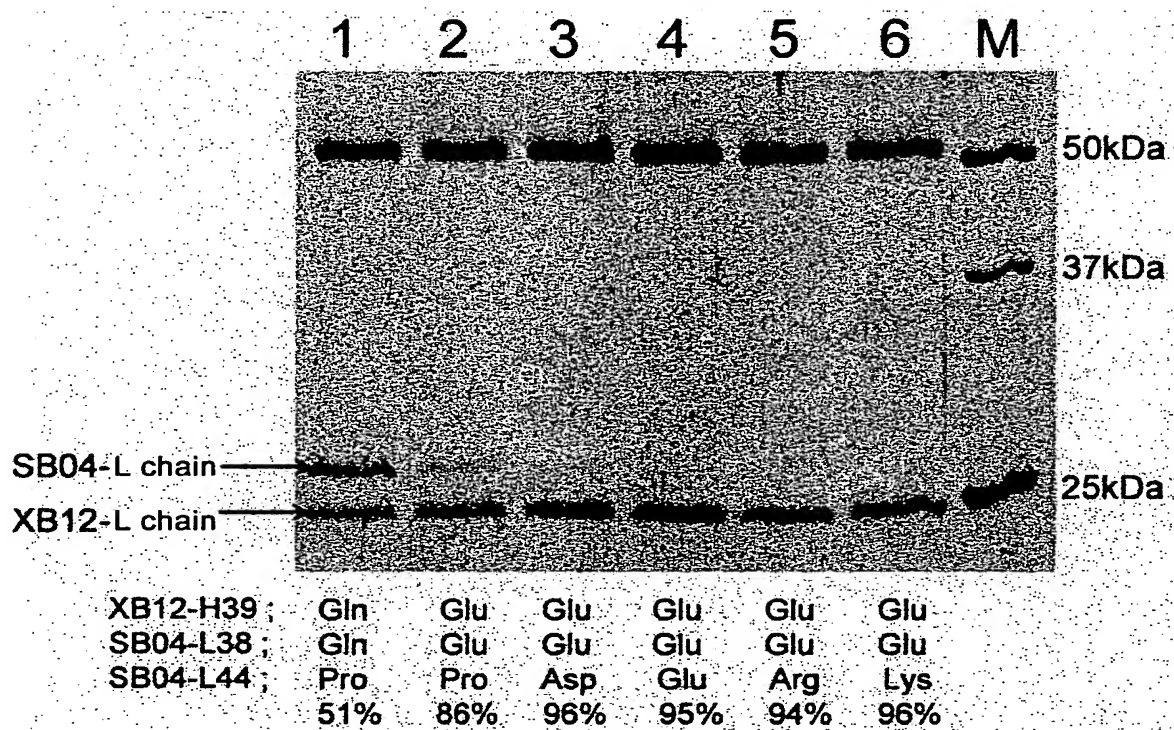 1 2 3 4 5 6 M
50kDa
37kDa
SB04-L chain
25kDa
XB12-L chain
XB12-H39 ; Gln Glu Glu Glu Glu Glu
SB04-L38 ; Gln Glu Glu Glu Glu Glu
SB04-L44 ; Pro Pro Asp Glu Arg Lys
51% 86% 96% 95% 94% 96%